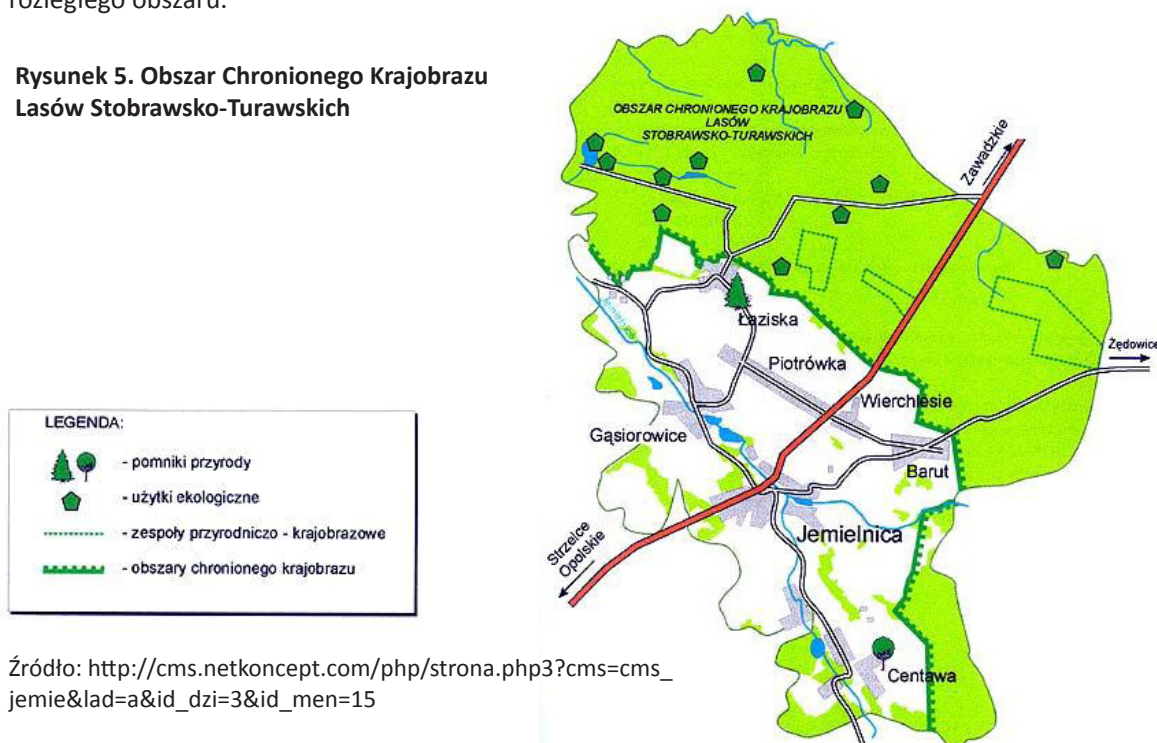 rozległego obszaru.
Rysunek 5. Obszar Chronionego Krajobrazu
Lasów Stobrawsko-Turawskich
OBSZAR CHRONIONEGO KRAJOBRAZU
LASÓW
STOBRAWSKO-TURAWSKICH
Zawadzkie
Jemielnica
Łaziska
Żędowice
Piotrówka
Wierchlesie
Gąsiorowice
Barut
Jemielnica
Strzelce
Opolskie
Centawa
LEGENDA:
- pomniki przyrody
- użytki ekologiczne
- zespoły przyrodniczo - krajobrazowe
- obszary chronionego krajobrazu
Źródło: http://cms.netkoncept.com/php/strona.php3?cms=cms_
jemie&lad=a&id_dzi=3&id_men=15